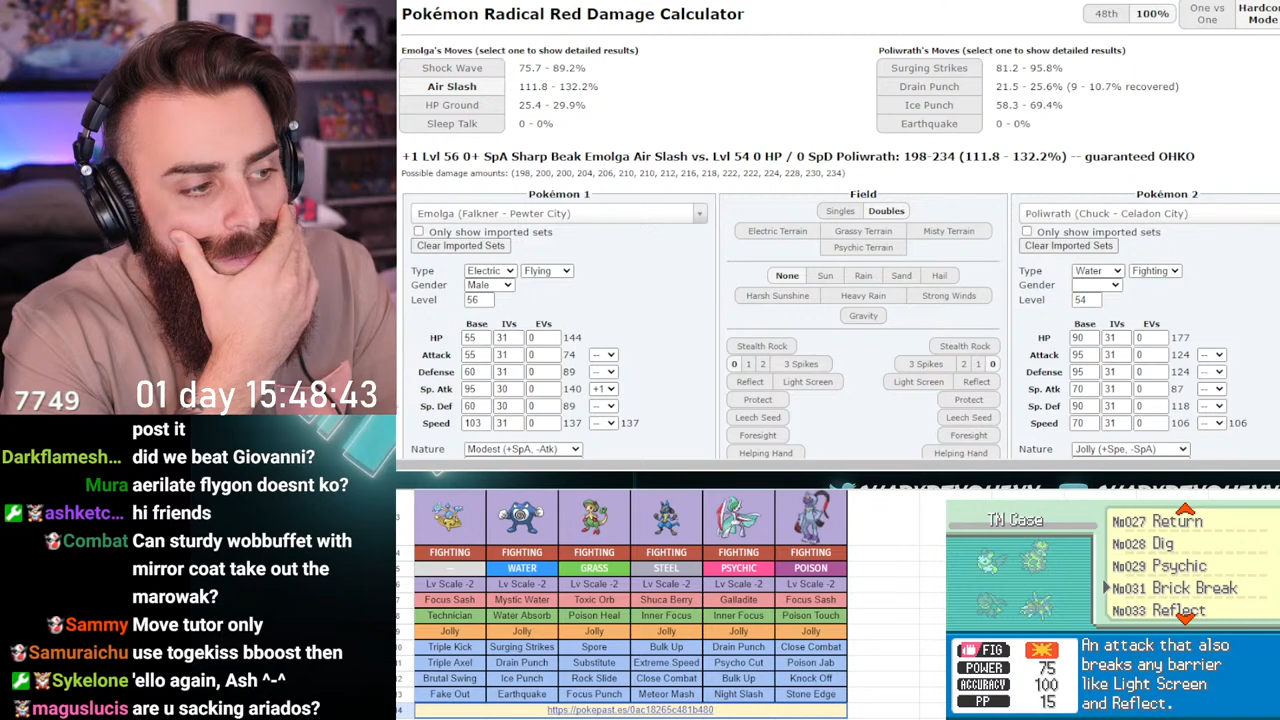 Pokémon Radical Red Damage Calculator
48th 100%
One vs One
Hardcor Mode
Emolga's Moves (select one to show detailed results)
Shock Wave 75.7 - 89.2%
Air Slash 111.8 - 132.2%
HP Ground 25.4 - 29.9%
Sleep Talk 0 - 0%
Poliwrath's Moves (select one to show detailed results)
Surging Strikes 81.2 - 95.8%
Drain Punch 21.5 - 25.6% (9 - 10.7% recovered)
Ice Punch 58.3 - 69.4%
Earthquake 0 - 0%
+1 Lvl 56 0+ SpA Sharp Beak Emolga Air Slash vs. Lvl 54 0 HP / 0 SpD Poliwrath: 198-234 (111.8 - 132.2%) -- guaranteed OHKO
Possible damage amounts: (198, 200, 200, 204, 206, 210, 210, 212, 216, 218, 222, 222, 224, 228, 230, 234)
Pokémon 1
Emolga (Falkner - Pewter City)
Only show imported sets
Clear Imported Sets
Type Electric Flying
Gender Male
Level 56
Base IVs EVs
HP 55 31 0 144
Attack 55 31 0 74 --
Defense 60 31 0 89 --
Sp. Atk 95 30 0 140 +1
Sp. Def 60 30 0 89 --
Speed 103 31 0 137 -- 137
Nature Modest (+SpA, -Atk)
Field
Singles Doubles
Electric Terrain Grassy Terrain Misty Terrain
Psychic Terrain
None Sun Rain Sand Hail
Harsh Sunshine Heavy Rain Strong Winds
Gravity
Stealth Rock Stealth Rock
0 1 2 3 Spikes 3 Spikes 2 1 0
Reflect Light Screen Light Screen Reflect
Protect Protect
Leech Seed Leech Seed
Foresight Foresight
Helping Hand Helping Hand
Pokémon 2
Poliwrath (Chuck - Celadon City)
Only show imported sets
Clear Imported Sets
Type Water Fighting
Gender
Level 54
Base IVs EVs
HP 90 31 0 177
Attack 95 31 0 124 --
Defense 95 31 0 124 --
Sp. Atk 70 31 0 87 --
Sp. Def 90 31 0 118 --
Speed 70 31 0 106 -- 106
Nature Jolly (+Spe, -SpA)
7749 01 day 15:48:43
post it
Darkflamesh... did we beat Giovanni?
Mura aerilate flygon doesnt ko?
ashketc... hi friends
Combat Can sturdy wobbuffet with
mirror coat take out the
marowak?
Sammy Move tutor only
Samuraichu use togekiss bboost then
Sykelone 'ello again, Ash ^-^
maguslucis are u sacking ariados?
FIGHTING FIGHTING FIGHTING FIGHTING FIGHTING FIGHTING
-- WATER GRASS STEEL PSYCHIC POISON
Lv Scale -2 Lv Scale -2 Lv Scale -2 Lv Scale -2 Lv Scale -2 Lv Scale -2
Focus Sash Mystic Water Toxic Orb Shuca Berry Focus Sash Focus Sash
Technician Water Absorb Poison Heal Inner Focus Inner Focus Poison Touch
Jolly Jolly Jolly Jolly Jolly Jolly
Triple Kick Surging Strikes Spore Bulk Up Drain Punch Close Combat
Triple Axel Drain Punch Substitute Extreme Speed Psycho Cut Poison Jab
Brutal Swing Ice Punch Rock Slide Close Combat Bulk Up Knock Off
Fake Out Earthquake Focus Punch Meteor Mash Night Slash Stone Edge
https://pokepast.es/0ac18265c481b480
TM Case
No027 Return
No028 Dig
No029 Psychic
No031 Brick Break
No033 Reflect
FIG
POWER 75
ACCURACY 100
PP 15
An attack that also
breaks any barrier
like Light Screen
and Reflect.